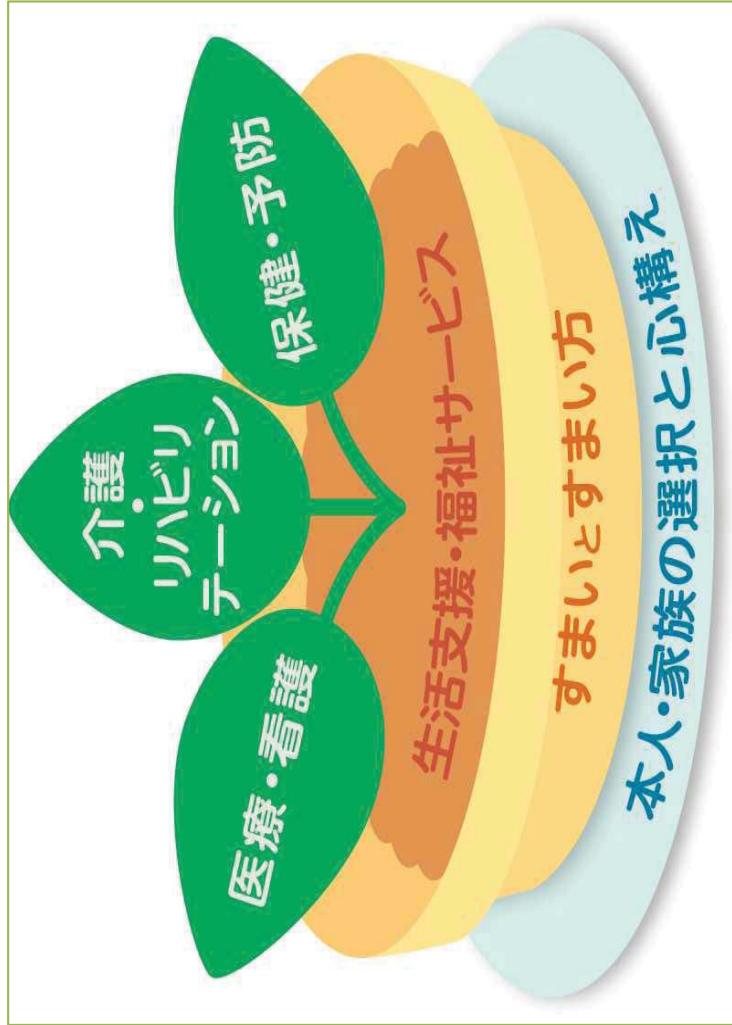 介護
・
リハビリ
テーション
医療・看護
保健・予防
生活支援・福祉サービス
すまいとすまい方
本人・家族の選択と心構え